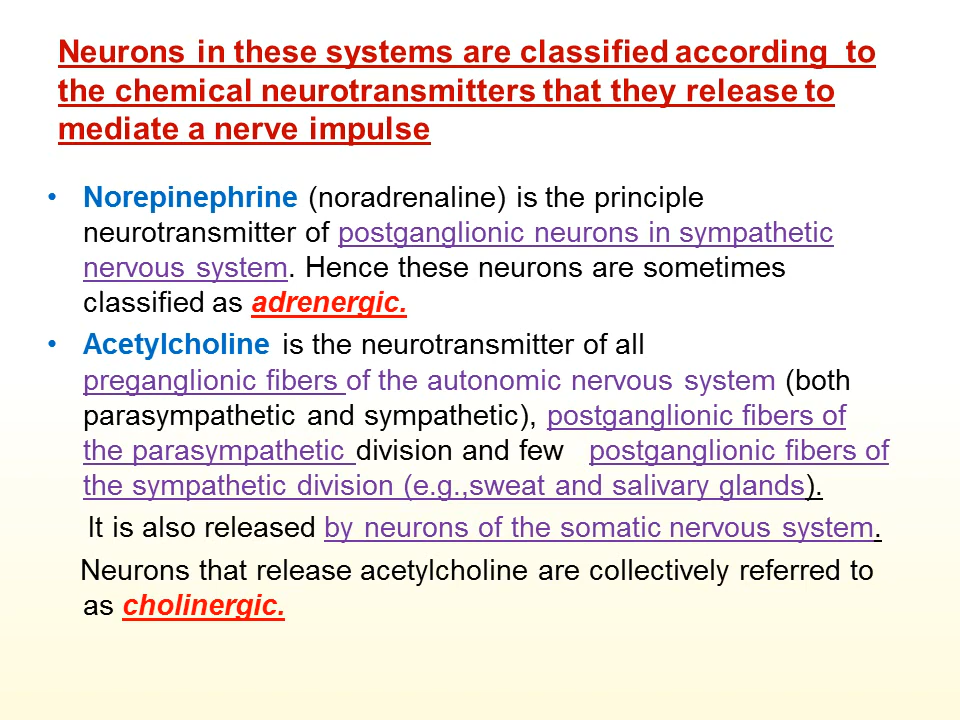 Neurons in these systems are classified according  to
the chemical neurotransmitters that they release to
mediate a nerve impulse
• Norepinephrine (noradrenaline) is the principle
neurotransmitter of postganglionic neurons in sympathetic
nervous system. Hence these neurons are sometimes
classified as adrenergic.
• Acetylcholine is the neurotransmitter of all
preganglionic fibers of the autonomic nervous system (both
parasympathetic and sympathetic), postganglionic fibers of
the parasympathetic division and few   postganglionic fibers of
the sympathetic division (e.g.,sweat and salivary glands).
It is also released by neurons of the somatic nervous system.
Neurons that release acetylcholine are collectively referred to
as cholinergic.